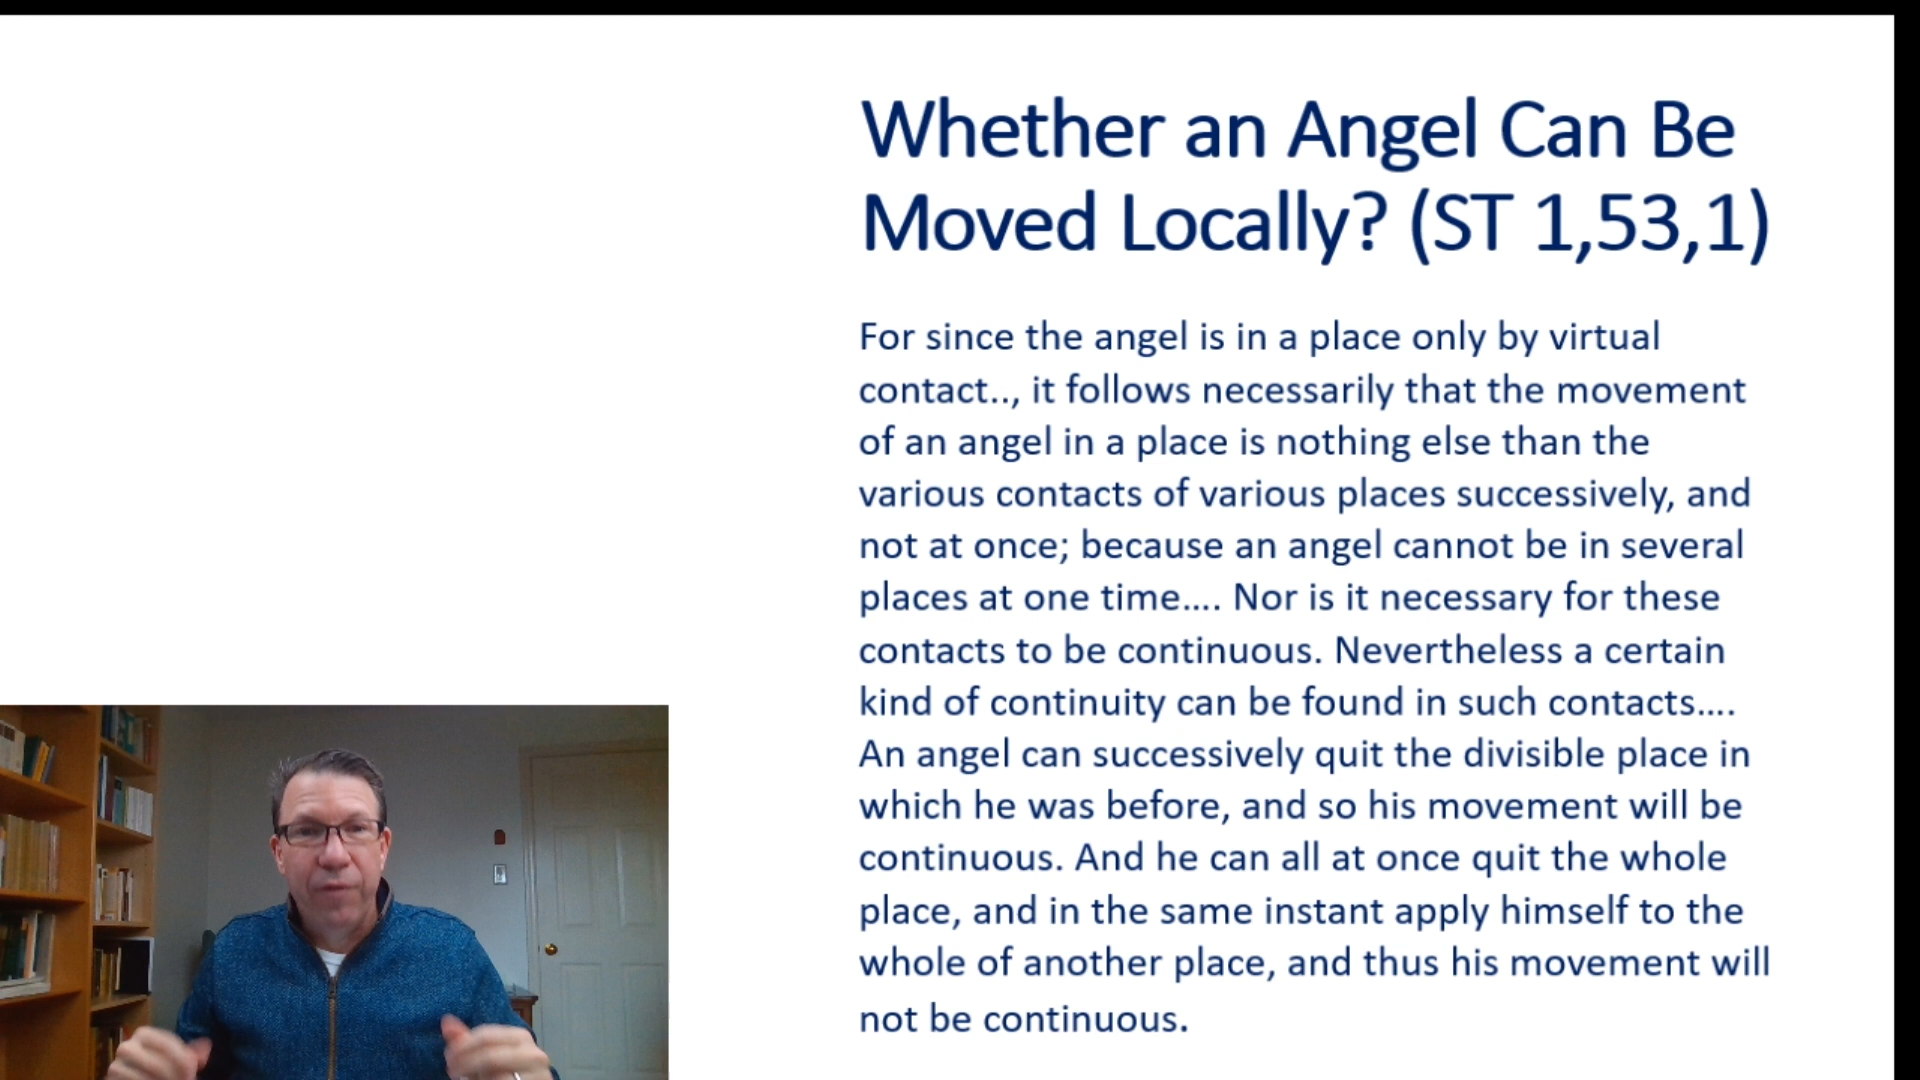 Whether an Angel Can Be
Moved Locally? (ST 1,53,1)
For since the angel is in a place only by virtual
contact.., it follows necessarily that the movement
of an angel in a place is nothing else than the
various contacts of various places successively, and
not at once; because an angel cannot be in several
places at one time.... Nor is it necessary for these
contacts to be continuous. Nevertheless a certain
kind of continuity can be found in such contacts....
An angel can successively quit the divisible place in
which he was before, and so his movement will be
continuous. And he can all at once quit the whole
place, and in the same instant apply himself to the
whole of another place, and thus his movement will
not be continuous.